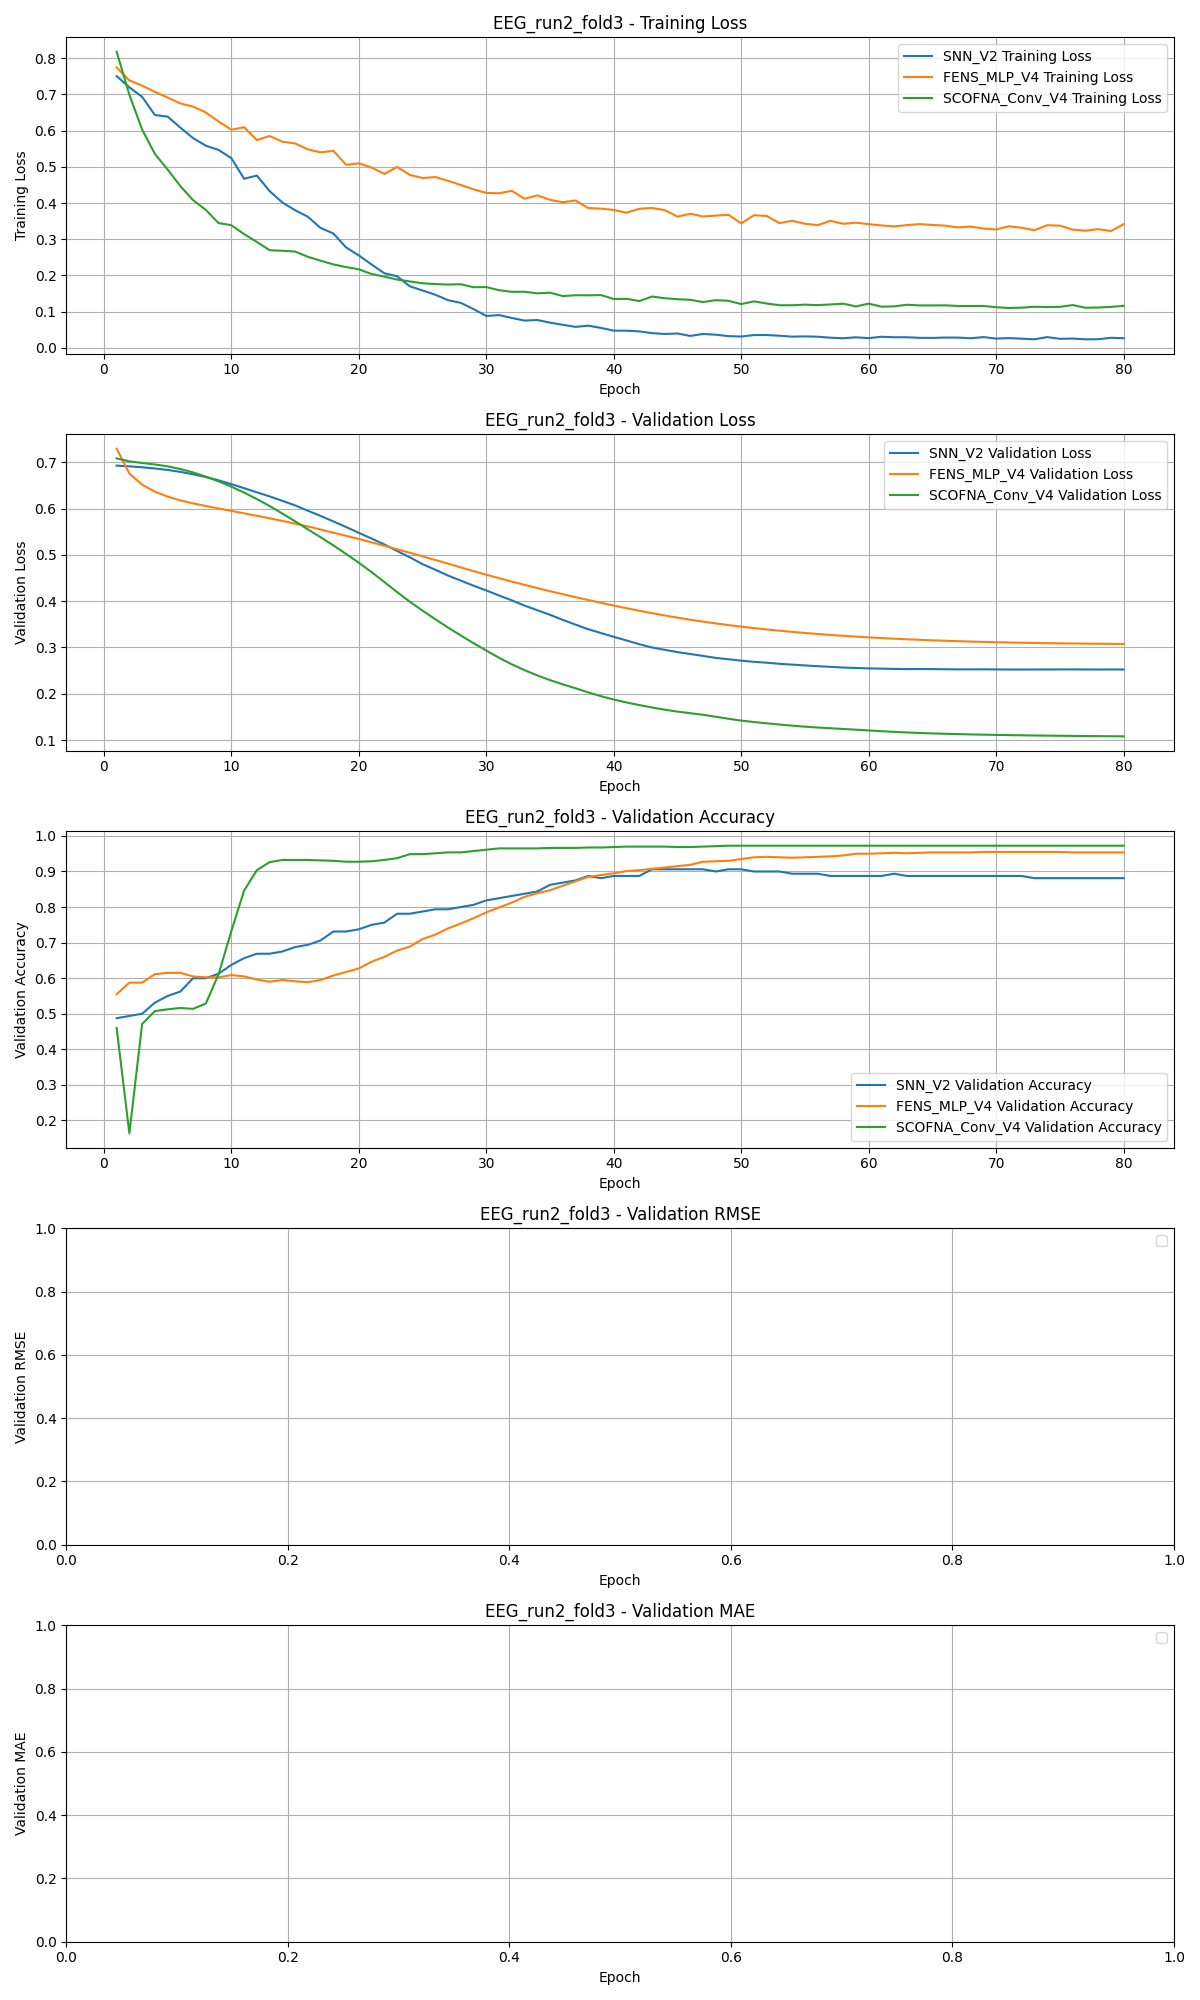 EEG_run2_fold3 - Training Loss
SNN_V2 Training Loss
FENS_MLP_V4 Training Loss
SCOFNA_Conv_V4 Training Loss
Training Loss
0.8
0.7
0.6
0.5
0.4
0.3
0.2
0.1
0.0
0 10 20 30 40 50 60 70 80
Epoch
EEG_run2_fold3 - Validation Loss
SNN_V2 Validation Loss
FENS_MLP_V4 Validation Loss
SCOFNA_Conv_V4 Validation Loss
Validation Loss
0.7
0.6
0.5
0.4
0.3
0.2
0.1
0 10 20 30 40 50 60 70 80
Epoch
EEG_run2_fold3 - Validation Accuracy
Validation Accuracy
1.0
0.9
0.8
0.7
0.6
0.5
0.4
0.3
0.2
SNN_V2 Validation Accuracy
FENS_MLP_V4 Validation Accuracy
SCOFNA_Conv_V4 Validation Accuracy
0 10 20 30 40 50 60 70 80
Epoch
EEG_run2_fold3 - Validation RMSE
Validation RMSE
1.0
0.8
0.6
0.4
0.2
0.0
0.0 0.2 0.4 0.6 0.8 1.0
Epoch
EEG_run2_fold3 - Validation MAE
Validation MAE
1.0
0.8
0.6
0.4
0.2
0.0
0.0 0.2 0.4 0.6 0.8 1.0
Epoch